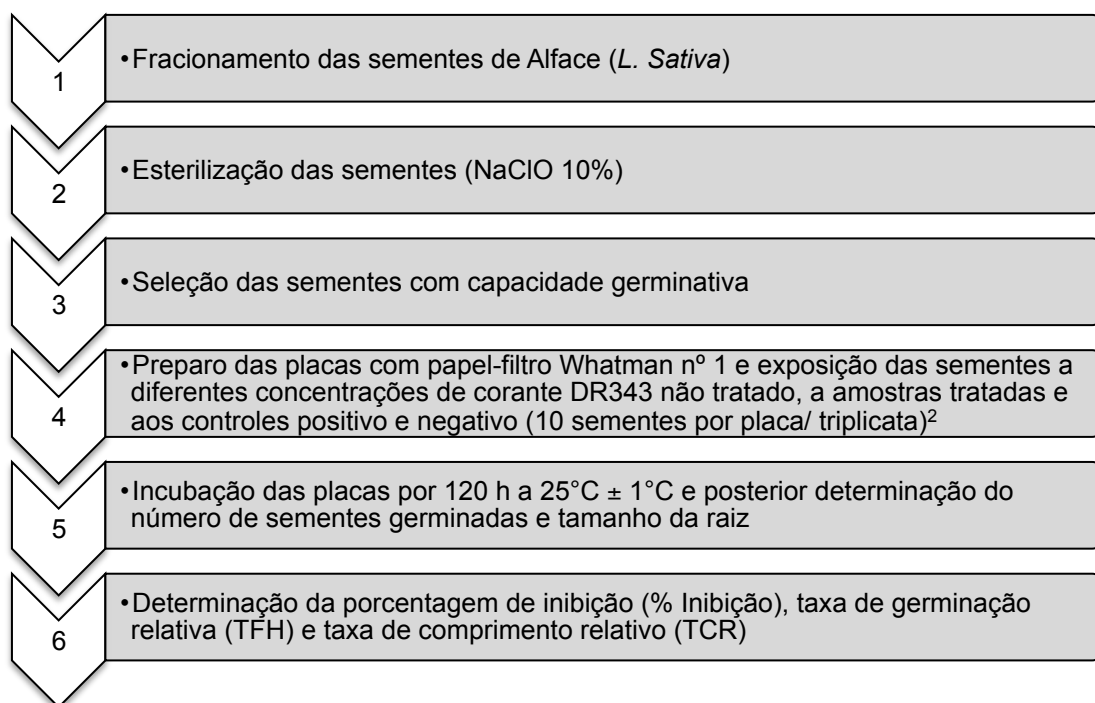 1
•Fracionamento das sementes de Alface (L. Sativa)
2
•Esterilização das sementes (NaClO 10%)
3
•Seleção das sementes com capacidade germinativa
4
•Preparo das placas com papel-filtro Whatman nº 1 e exposição das sementes a
diferentes concentrações de corante DR343 não tratado, a amostras tratadas e
aos controles positivo e negativo (10 sementes por placa/ triplicata)²
5
•Incubação das placas por 120 h a 25°C ± 1°C e posterior determinação do
número de sementes germinadas e tamanho da raiz
6
•Determinação da porcentagem de inibição (% Inibição), taxa de germinação
relativa (TFH) e taxa de comprimento relativo (TCR)